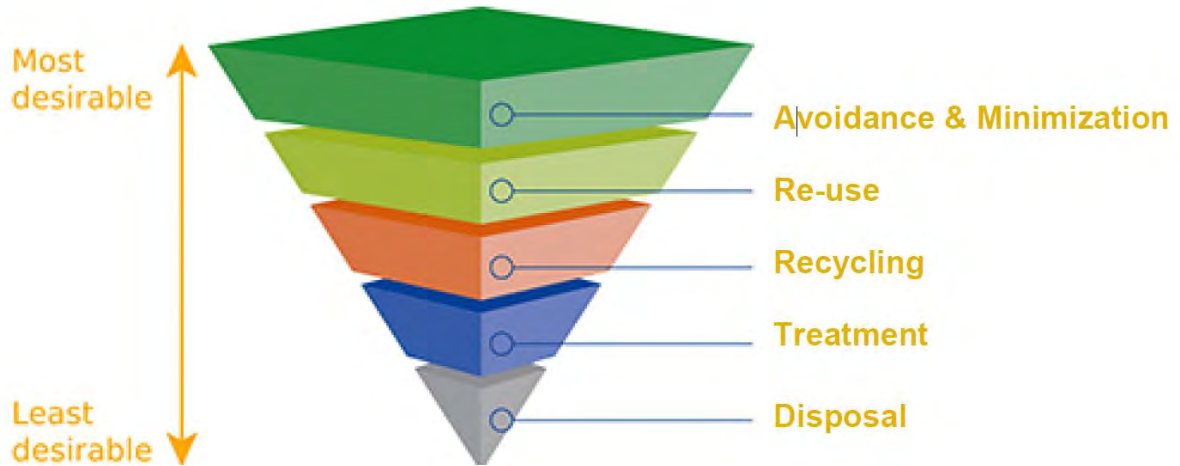 Most
desirable
Avoidance & Minimization
Re-use
Recycling
Treatment
Disposal
Least
desirable